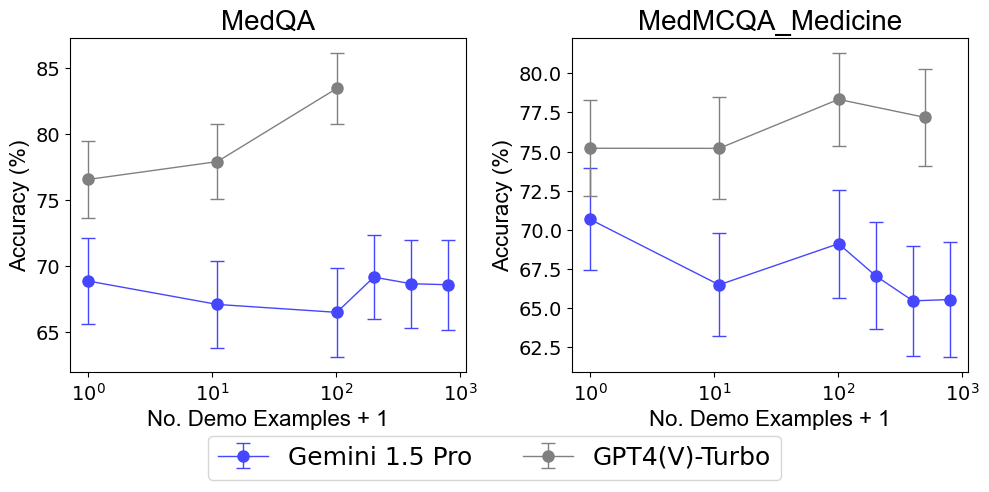 MedQA
MedMCQA_Medicine
Accuracy (%)
85
80
75
70
65
10^0
10^1
10^2
10^3
No. Demo Examples + 1
Accuracy (%)
80.0
77.5
75.0
72.5
70.0
67.5
65.0
62.5
10^0
10^1
10^2
10^3
No. Demo Examples + 1
Gemini 1.5 Pro
GPT4(V)-Turbo